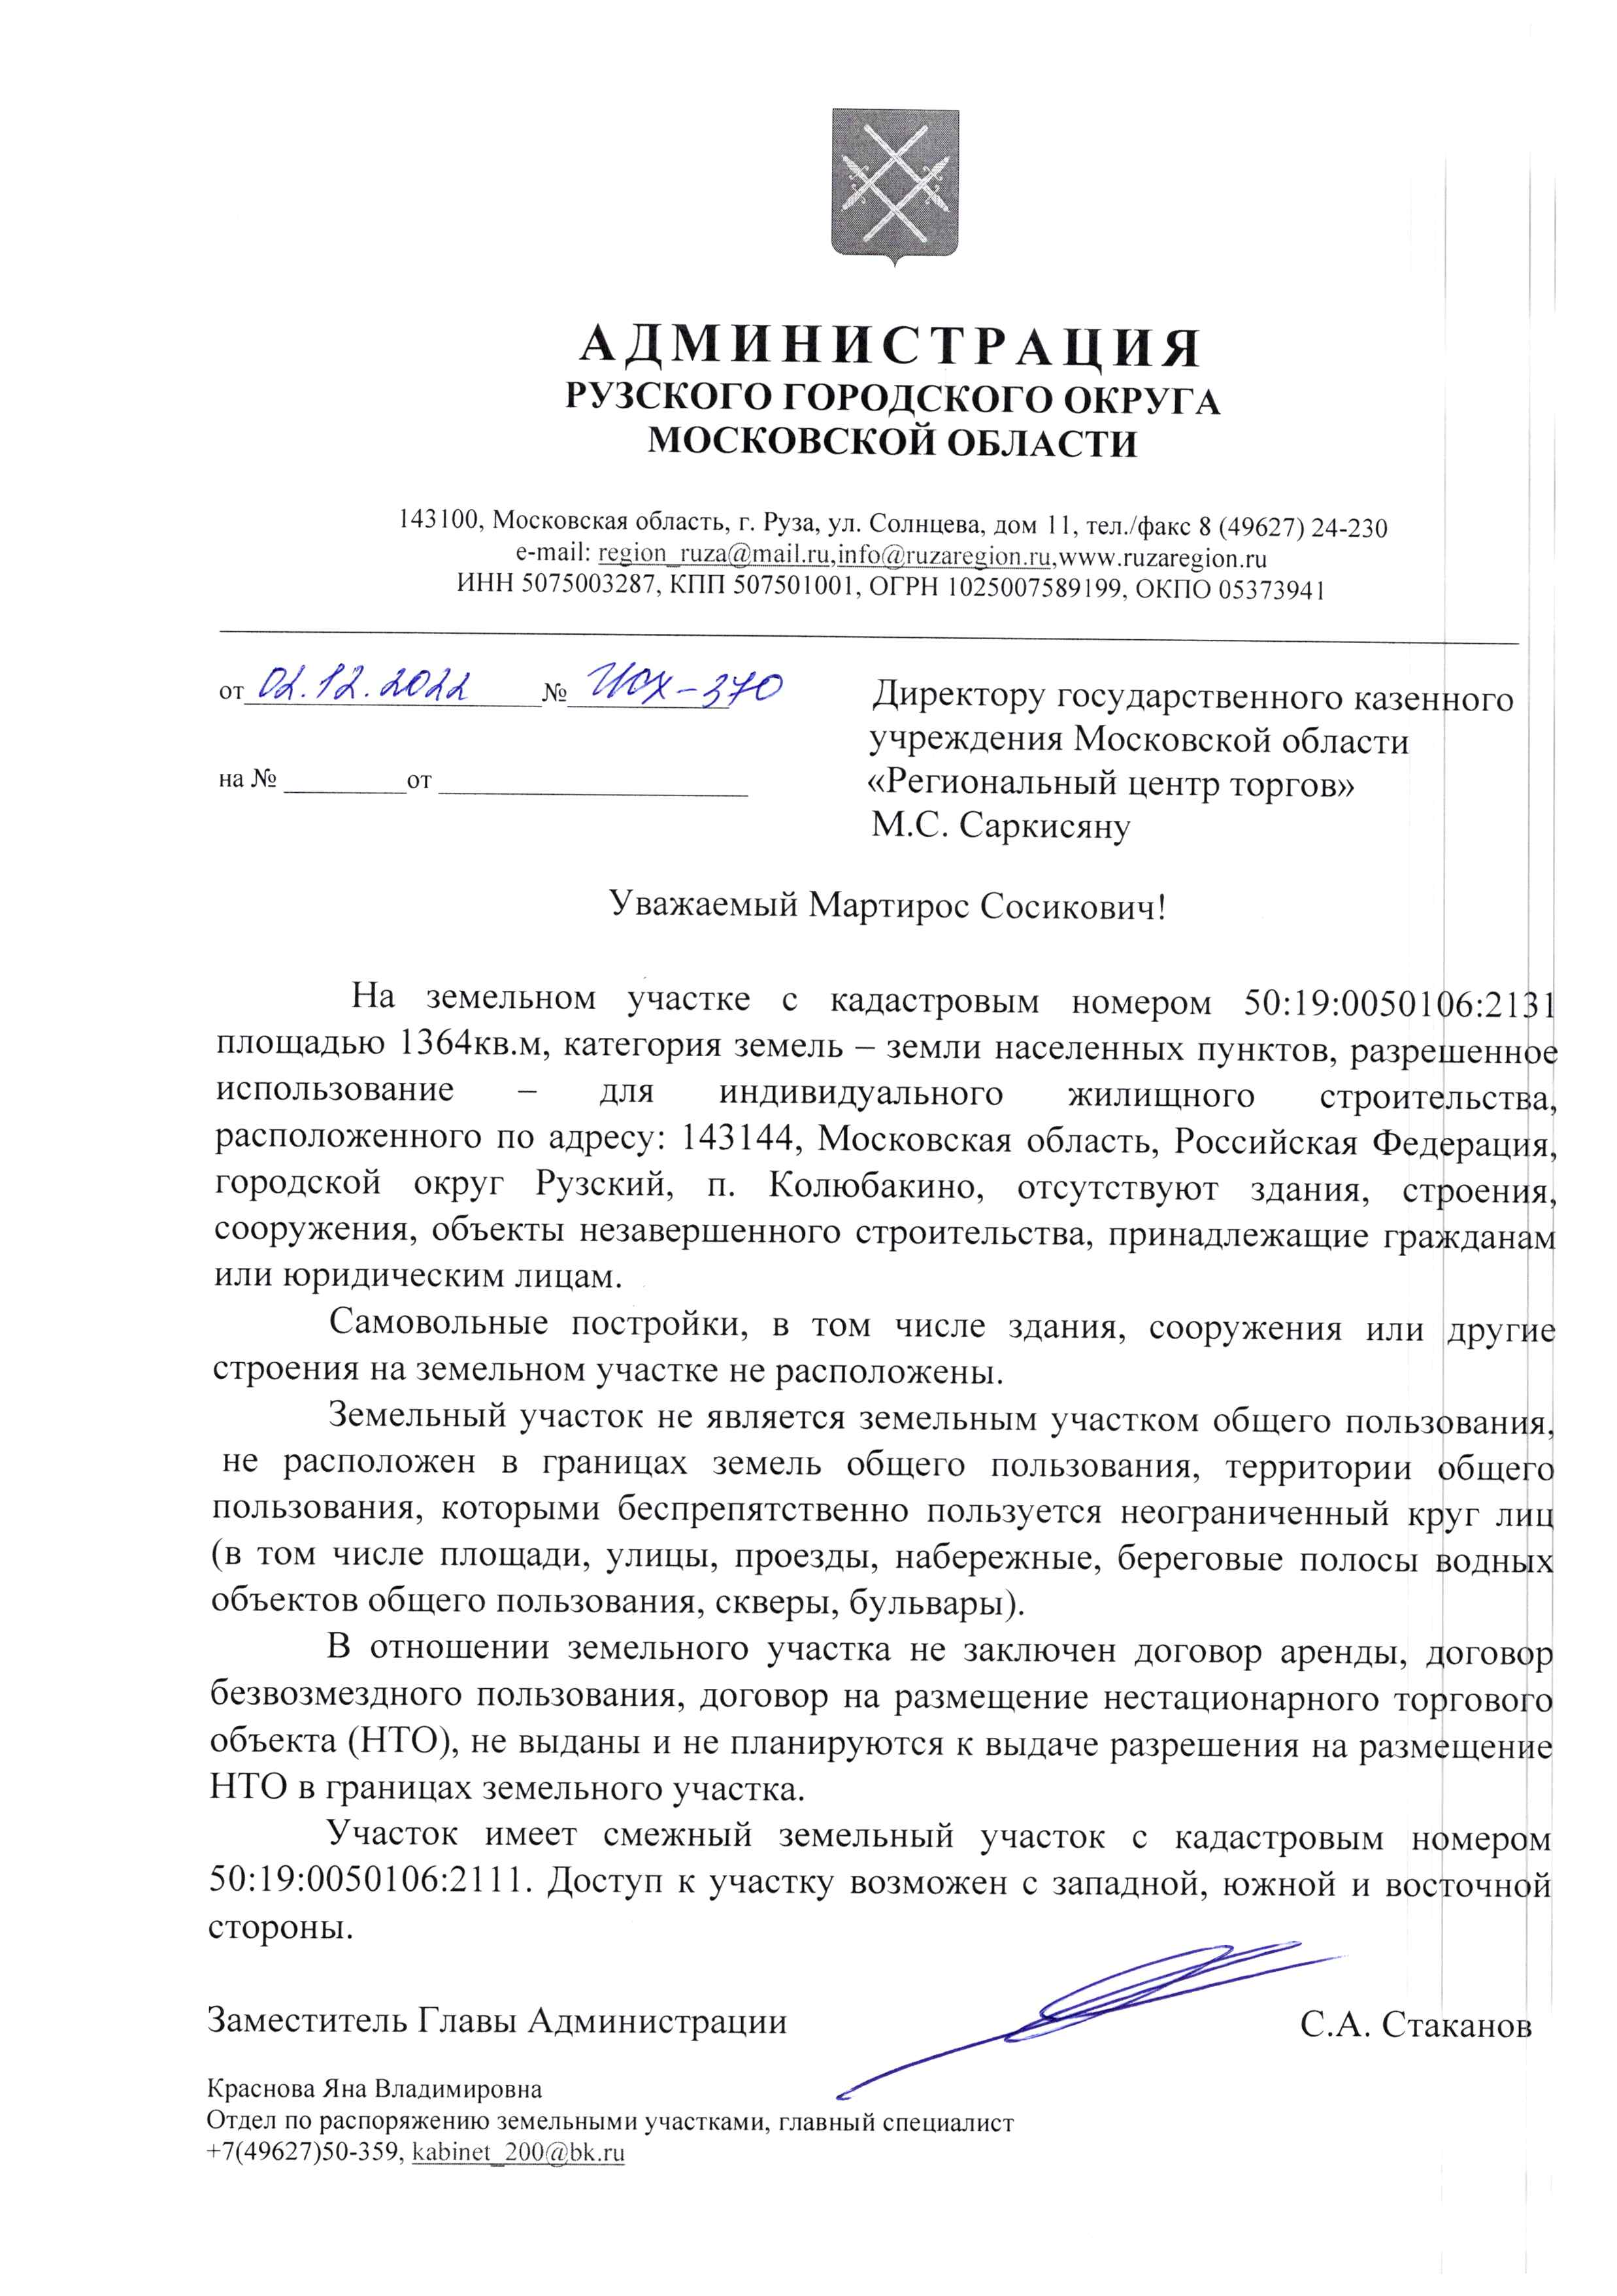 АДМИНИСТРАЦИЯ
РУЗСКОГО ГОРОДСКОГО ОКРУГА
МОСКОВСКОЙ ОБЛАСТИ
143100, Московская область, г. Руза, ул. Солнцева, дом 11, тел./факс 8 (49627) 24-230
e-mail: region_ruza@mail.ru,info@ruzaregion.ru,www.ruzaregion.ru
ИНН 5075003287, КПП 507501001, ОГРН 1025007589199, ОКПО 05373941
от 02.12.2022 № Исх-370
на № от
Директору государственного казенного
учреждения Московской области
«Региональный центр торгов»
М.С. Саркисяну
Уважаемый Мартирос Сосикович!
На земельном участке с кадастровым номером 50:19:0050106:2131
площадью 1364кв.м, категория земель – земли населенных пунктов, разрешенное
использование – для индивидуального жилищного строительства,
расположенного по адресу: 143144, Московская область, Российская Федерация,
городской округ Рузский, п. Колюбакино, отсутствуют здания, строения,
сооружения, объекты незавершенного строительства, принадлежащие гражданам
или юридическим лицам.
Самовольные постройки, в том числе здания, сооружения или другие
строения на земельном участке не расположены.
Земельный участок не является земельным участком общего пользования,
не расположен в границах земель общего пользования, территории общего
пользования, которыми беспрепятственно пользуется неограниченный круг лиц
(в том числе площади, улицы, проезды, набережные, береговые полосы водных
объектов общего пользования, скверы, бульвары).
В отношении земельного участка не заключен договор аренды, договор
безвозмездного пользования, договор на размещение нестационарного торгового
объекта (НТО), не выданы и не планируются к выдаче разрешения на размещение
НТО в границах земельного участка.
Участок имеет смежный земельный участок с кадастровым номером
50:19:0050106:2111. Доступ к участку возможен с западной, южной и восточной
стороны.
Заместитель Главы Администрации С.А. Стаканов
Краснова Яна Владимировна
Отдел по распоряжению земельными участками, главный специалист
+7(49627)50-359, kabinet_200@bk.ru